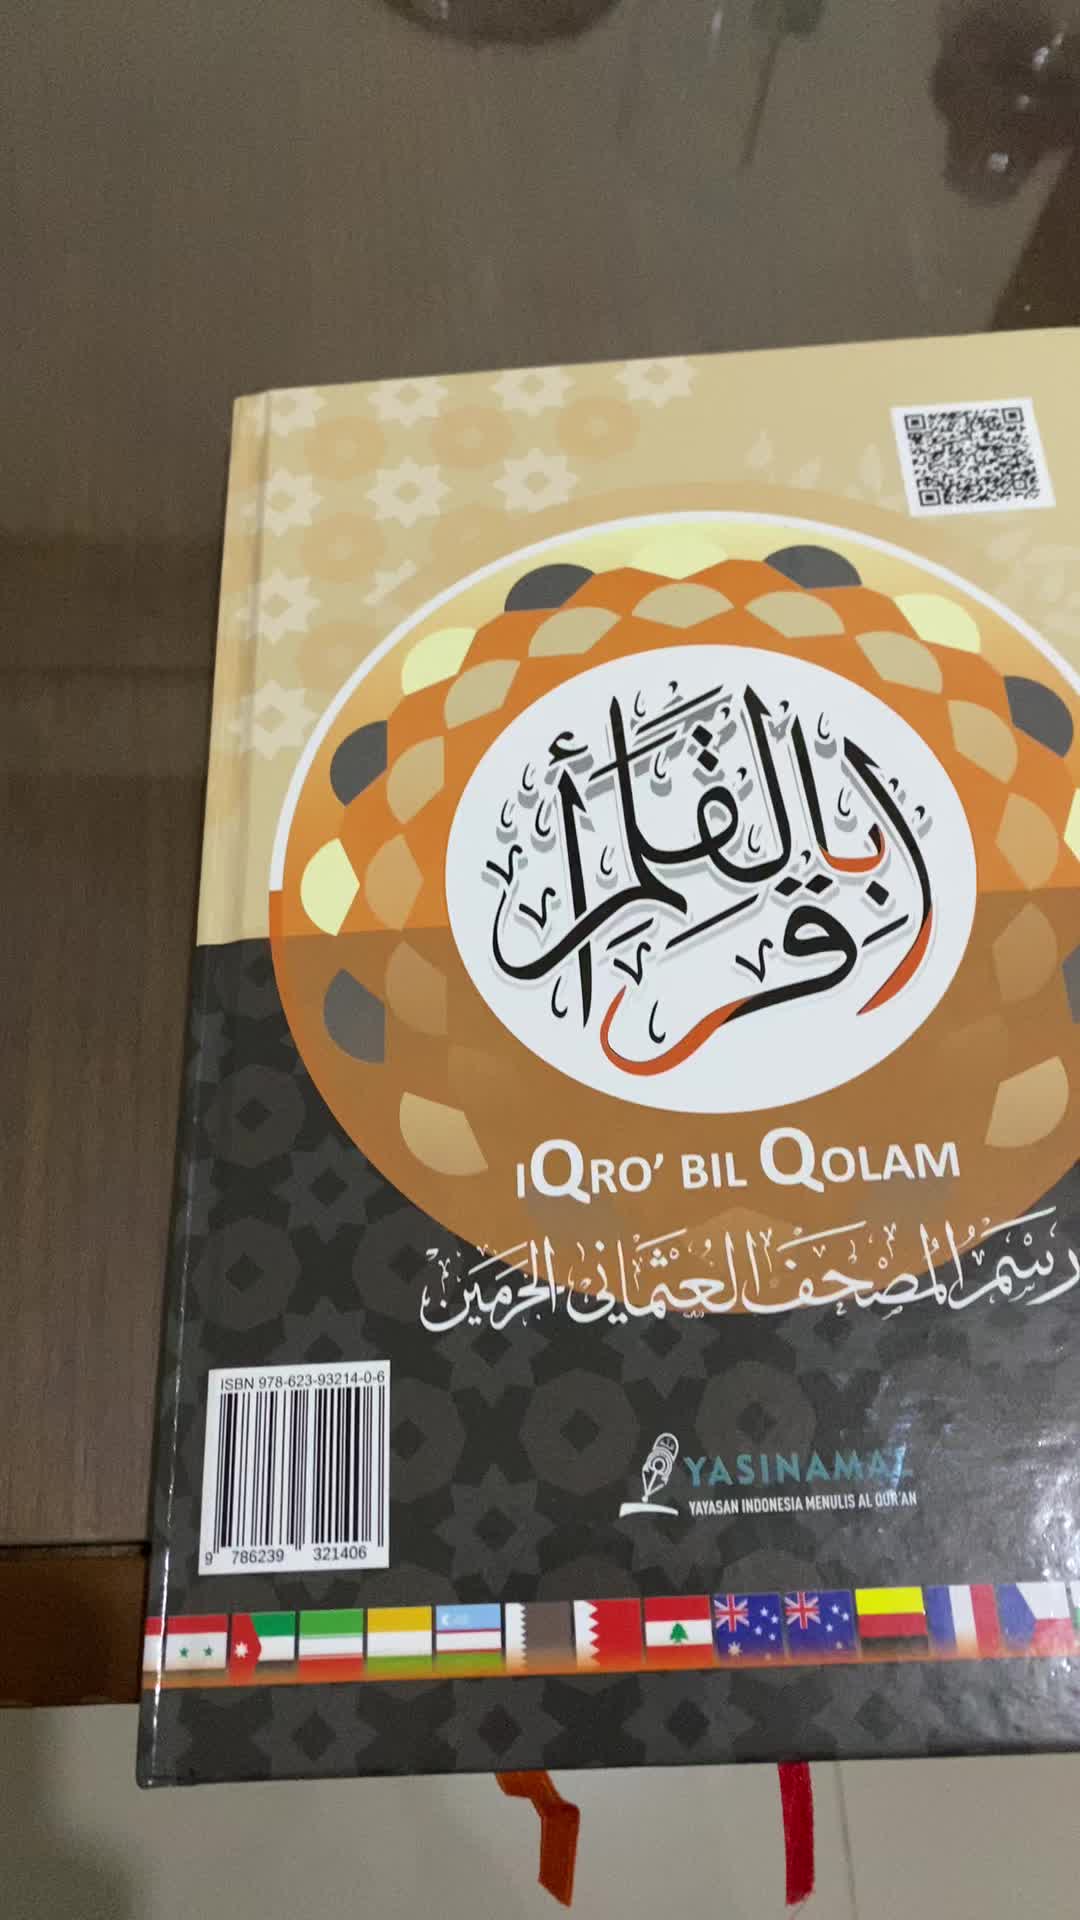 اقرأ بالقلم
IQRO' BIL QOLAM
رسم المصحف العثماني الحرمين
ISBN 978-623-93214-0-6
9 786239 321406
YASINAMAL
YAYASAN INDONESIA MENULIS AL QUR'AN